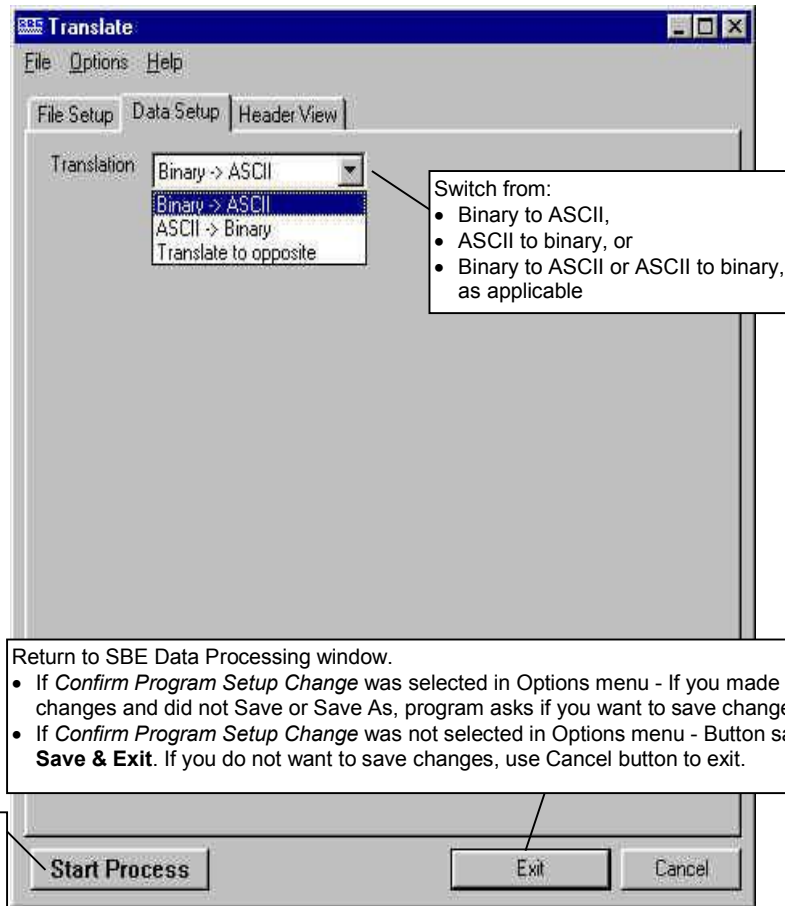 SBE Translate
File Options Help
File Setup Data Setup Header View
Translation Binary -> ASCII
Binary -> ASCII
ASCII -> Binary
Translate to opposite
Switch from:
• Binary to ASCII,
• ASCII to binary, or
• Binary to ASCII or ASCII to binary,
as applicable
Return to SBE Data Processing window.
• If Confirm Program Setup Change was selected in Options menu - If you made
changes and did not Save or Save As, program asks if you want to save change
• If Confirm Program Setup Change was not selected in Options menu - Button sa
Save & Exit. If you do not want to save changes, use Cancel button to exit.
Start Process Exit Cancel